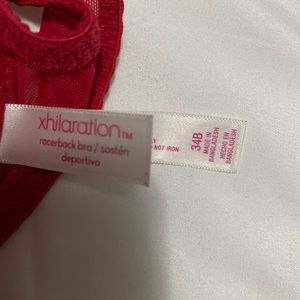 xhilaration™
racerback bra / sostén
deportivo
NOT IRON
34B
MADE IN
BANGLADESH
HECHO EN
BANGLADESH